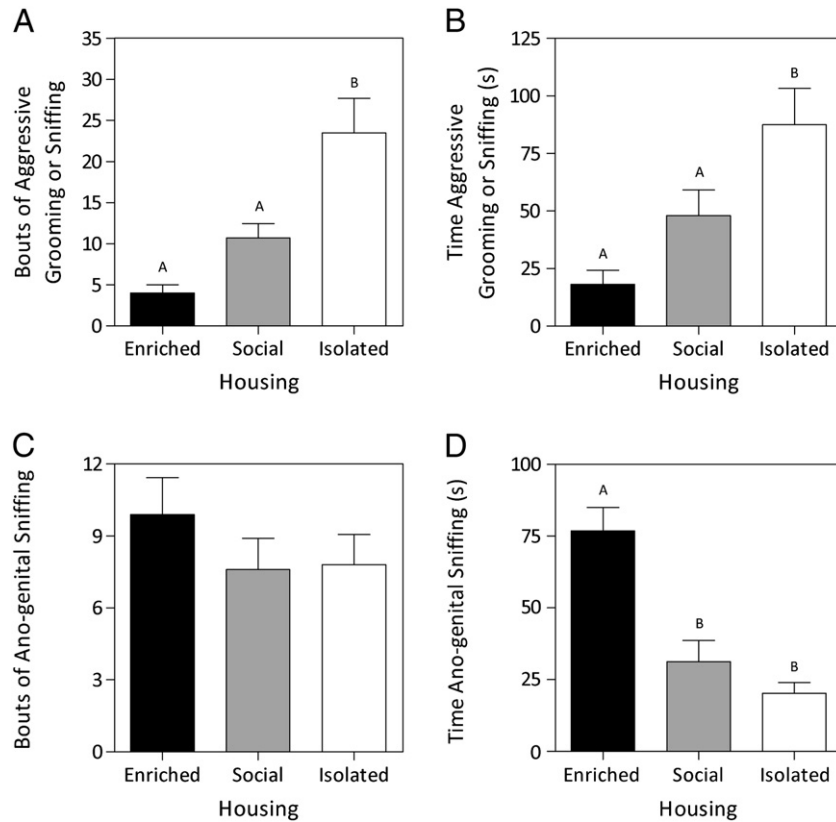 A
Bouts of Aggressive
Grooming or Sniffing
35
30
25
20
15
10
5
0
A
A
B
Enriched Social Isolated
Housing
B
Time Aggressive
Grooming or Sniffing (s)
125
100
75
50
25
0
A
A
B
Enriched Social Isolated
Housing
C
Bouts of Ano-genital Sniffing
12
9
6
3
0
Enriched Social Isolated
Housing
D
Time Ano-genital Sniffing (s)
100
75
50
25
0
A
B
B
Enriched Social Isolated
Housing